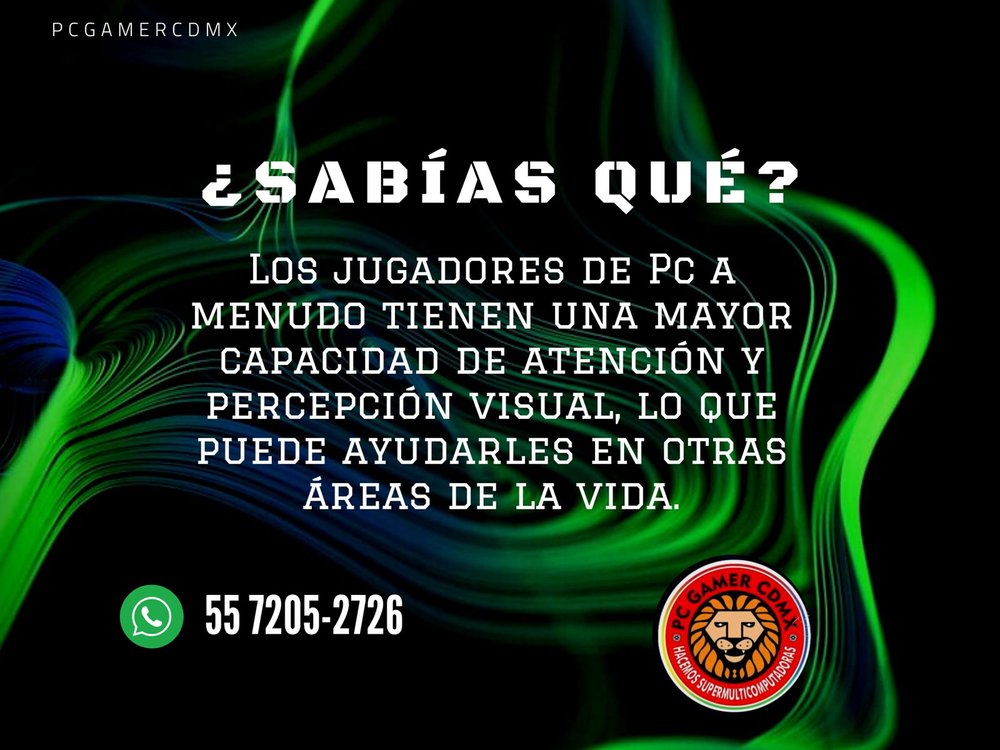 PCGAMERCDMX
¿SABÍAS QUÉ?
Los jugadores de Pc a
menudo tienen una mayor
capacidad de atención y
percepción visual, lo que
puede ayudarles en otras
áreas de la vida.
55 7205-2726
PC GAMER CDMX
HACEMOS SUPERMULTICOMPUTADORAS